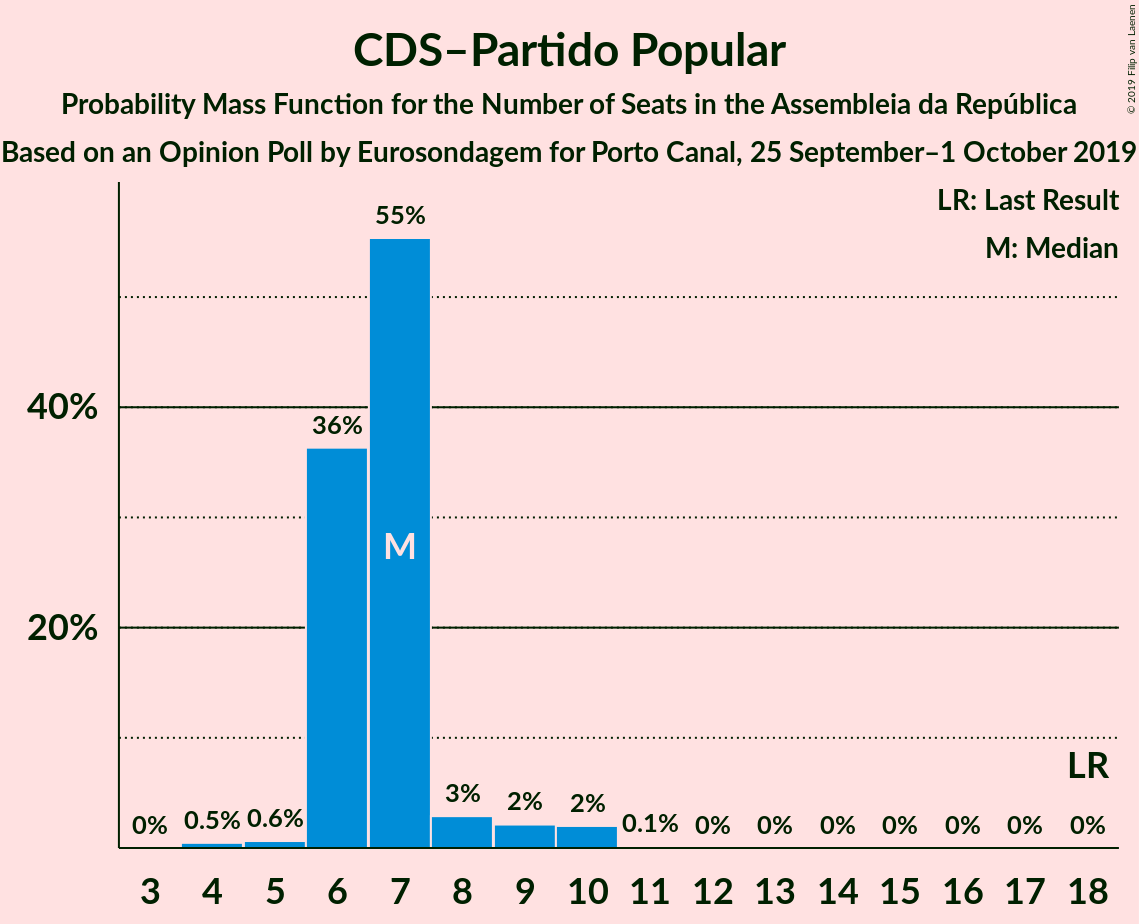 CDS–Partido Popular
Probability Mass Function for the Number of Seats in the Assembleia da República
Based on an Opinion Poll by Eurosondagem for Porto Canal, 25 September–1 October 2019
© 2019 Filip van Laenen
LR: Last Result
M: Median
55%
40%
36%
M
20%
LR
0% 0.5% 0.6% 3% 2% 2% 0.1% 0% 0% 0% 0% 0% 0% 0%
3 4 5 6 7 8 9 10 11 12 13 14 15 16 17 18